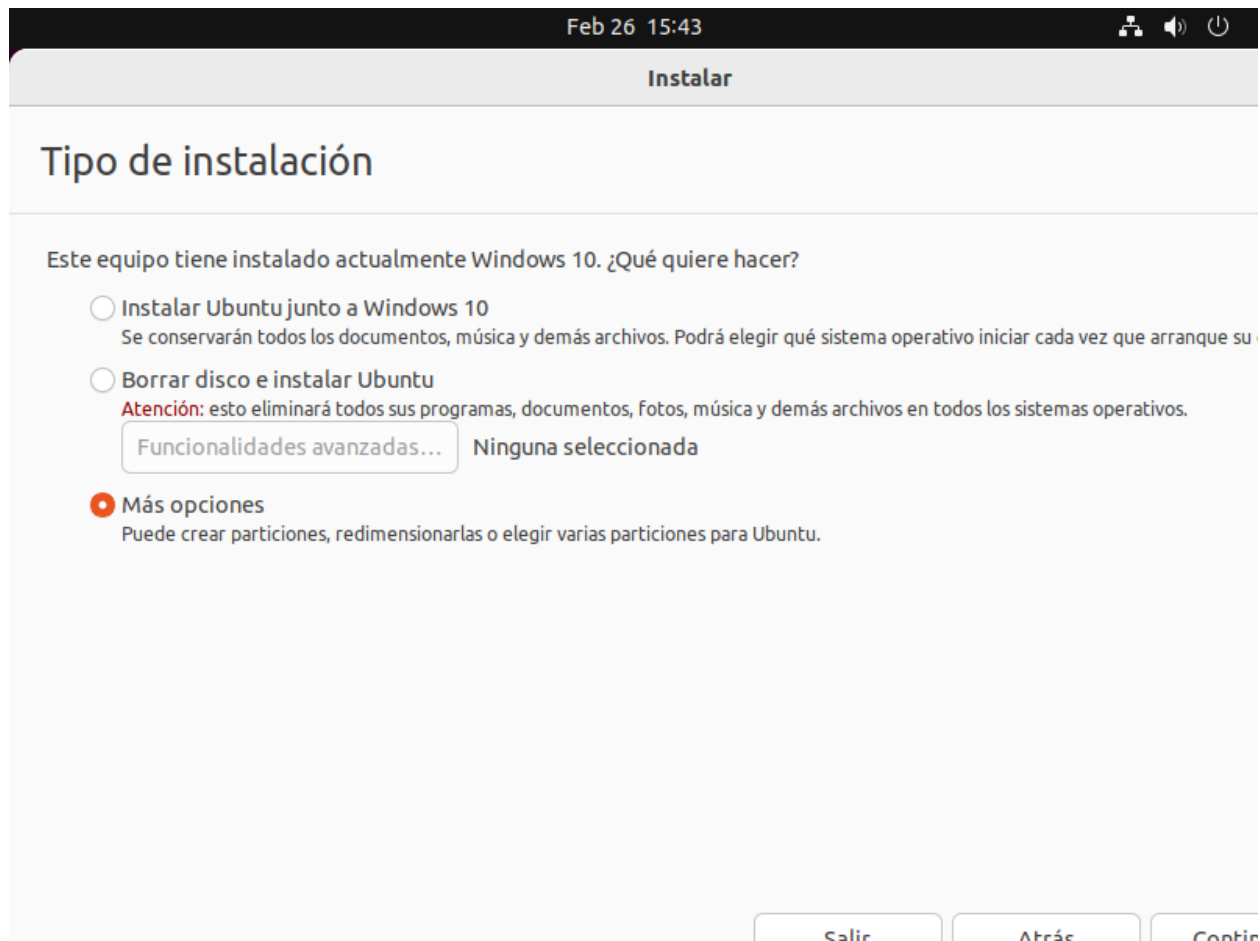 Feb 26 15:43
Instalar
Tipo de instalación
Este equipo tiene instalado actualmente Windows 10. ¿Qué quiere hacer?
Instalar Ubuntu junto a Windows 10
Se conservarán todos los documentos, música y demás archivos. Podrá elegir qué sistema operativo iniciar cada vez que arranque su
Borrar disco e instalar Ubuntu
Atención: esto eliminará todos sus programas, documentos, fotos, música y demás archivos en todos los sistemas operativos.
Funcionalidades avanzadas... Ninguna seleccionada
Más opciones
Puede crear particiones, redimensionarlas o elegir varias particiones para Ubuntu.
Salir Atrás Contin